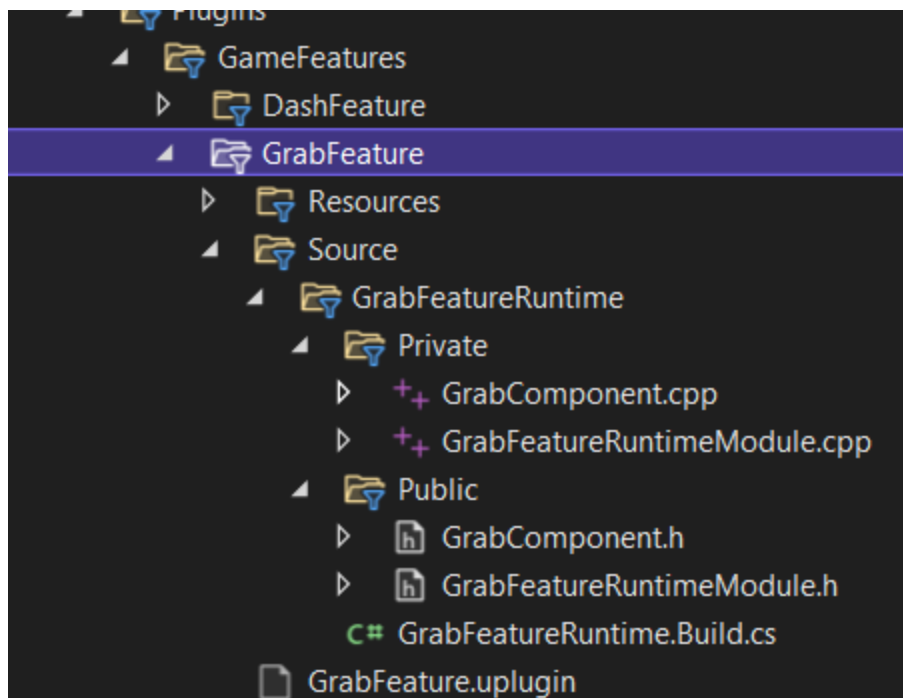 Plugins
GameFeatures
DashFeature
GrabFeature
Resources
Source
GrabFeatureRuntime
Private
GrabComponent.cpp
GrabFeatureRuntimeModule.cpp
Public
GrabComponent.h
GrabFeatureRuntimeModule.h
C# GrabFeatureRuntime.Build.cs
GrabFeature.uplugin